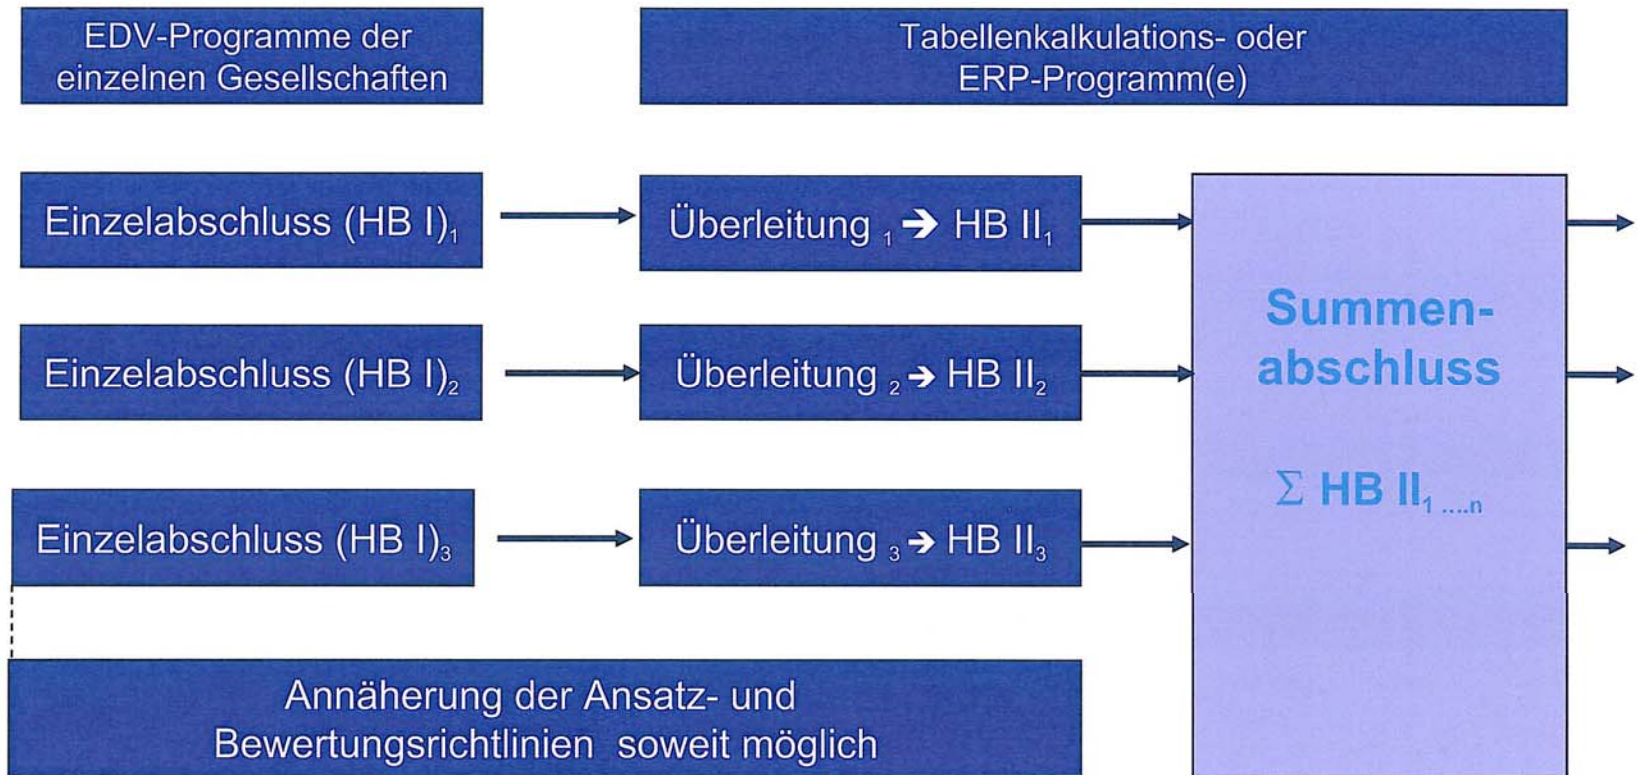 EDV-Programme der
einzelnen Gesellschaften
Tabellenkalkulations- oder
ERP-Programm(e)
Einzelabschluss (HB I)₁
Überleitung ₁ ➔ HB II₁
Einzelabschluss (HB I)₂
Überleitung ₂ ➔ HB II₂
Einzelabschluss (HB I)₃
Überleitung ₃ ➔ HB II₃
Summen-
abschluss
Σ HB II₁ ....ₙ
Annäherung der Ansatz- und
Bewertungsrichtlinien soweit möglich